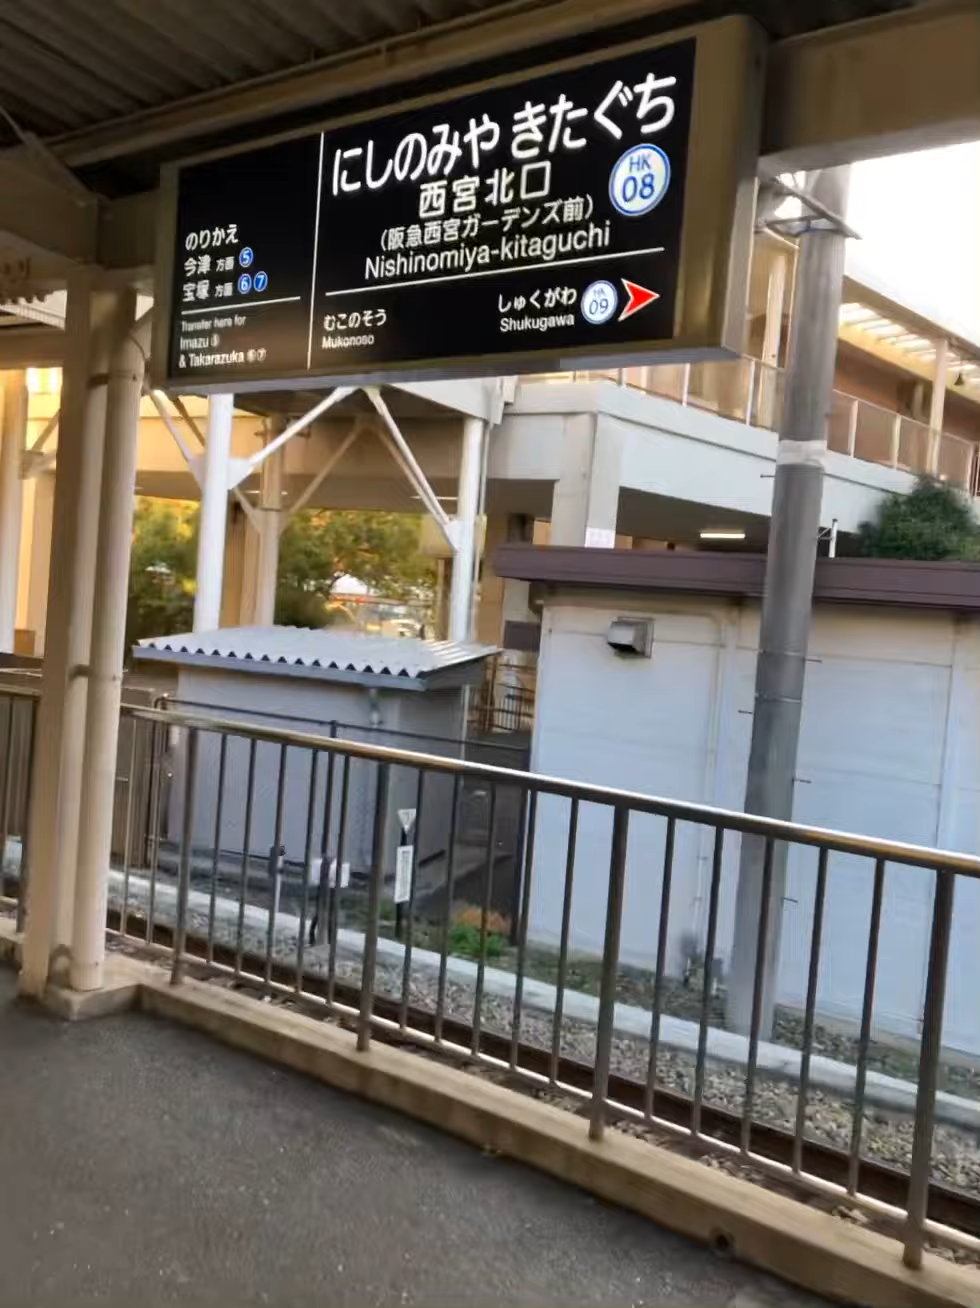 のりかえ
今津 方面 5
宝塚 方面 6 7
Transfer here for
Imazu 5
& Takarazuka 6 7
にしのみやきたぐち
西宮北口
HK
08
(阪急西宮ガーデンズ前)
Nishinomiya-kitaguchi
むこのそう
Mukonoso
しゅくがわ
Shukugawa
HK
09